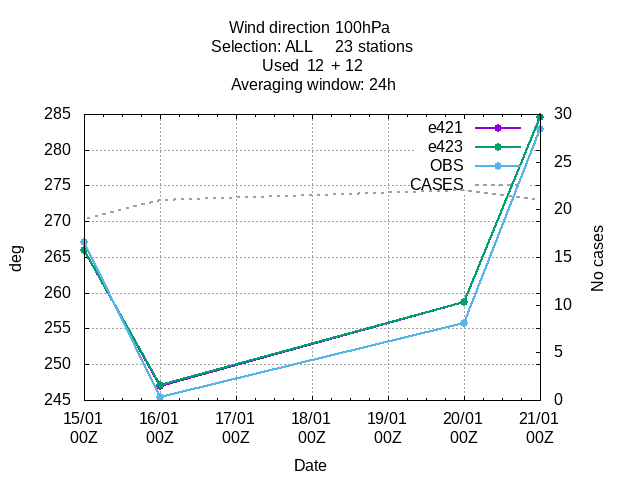 Wind direction 100hPa
Selection: ALL 23 stations
Used 12 + 12
Averaging window: 24h
285
280
275
270
265
260
255
250
245
30
25
20
15
10
5
0
e421
e423
OBS
CASES
deg
No cases
15/01 16/01 17/01 18/01 19/01 20/01 21/01
00Z 00Z 00Z 00Z 00Z 00Z 00Z
Date